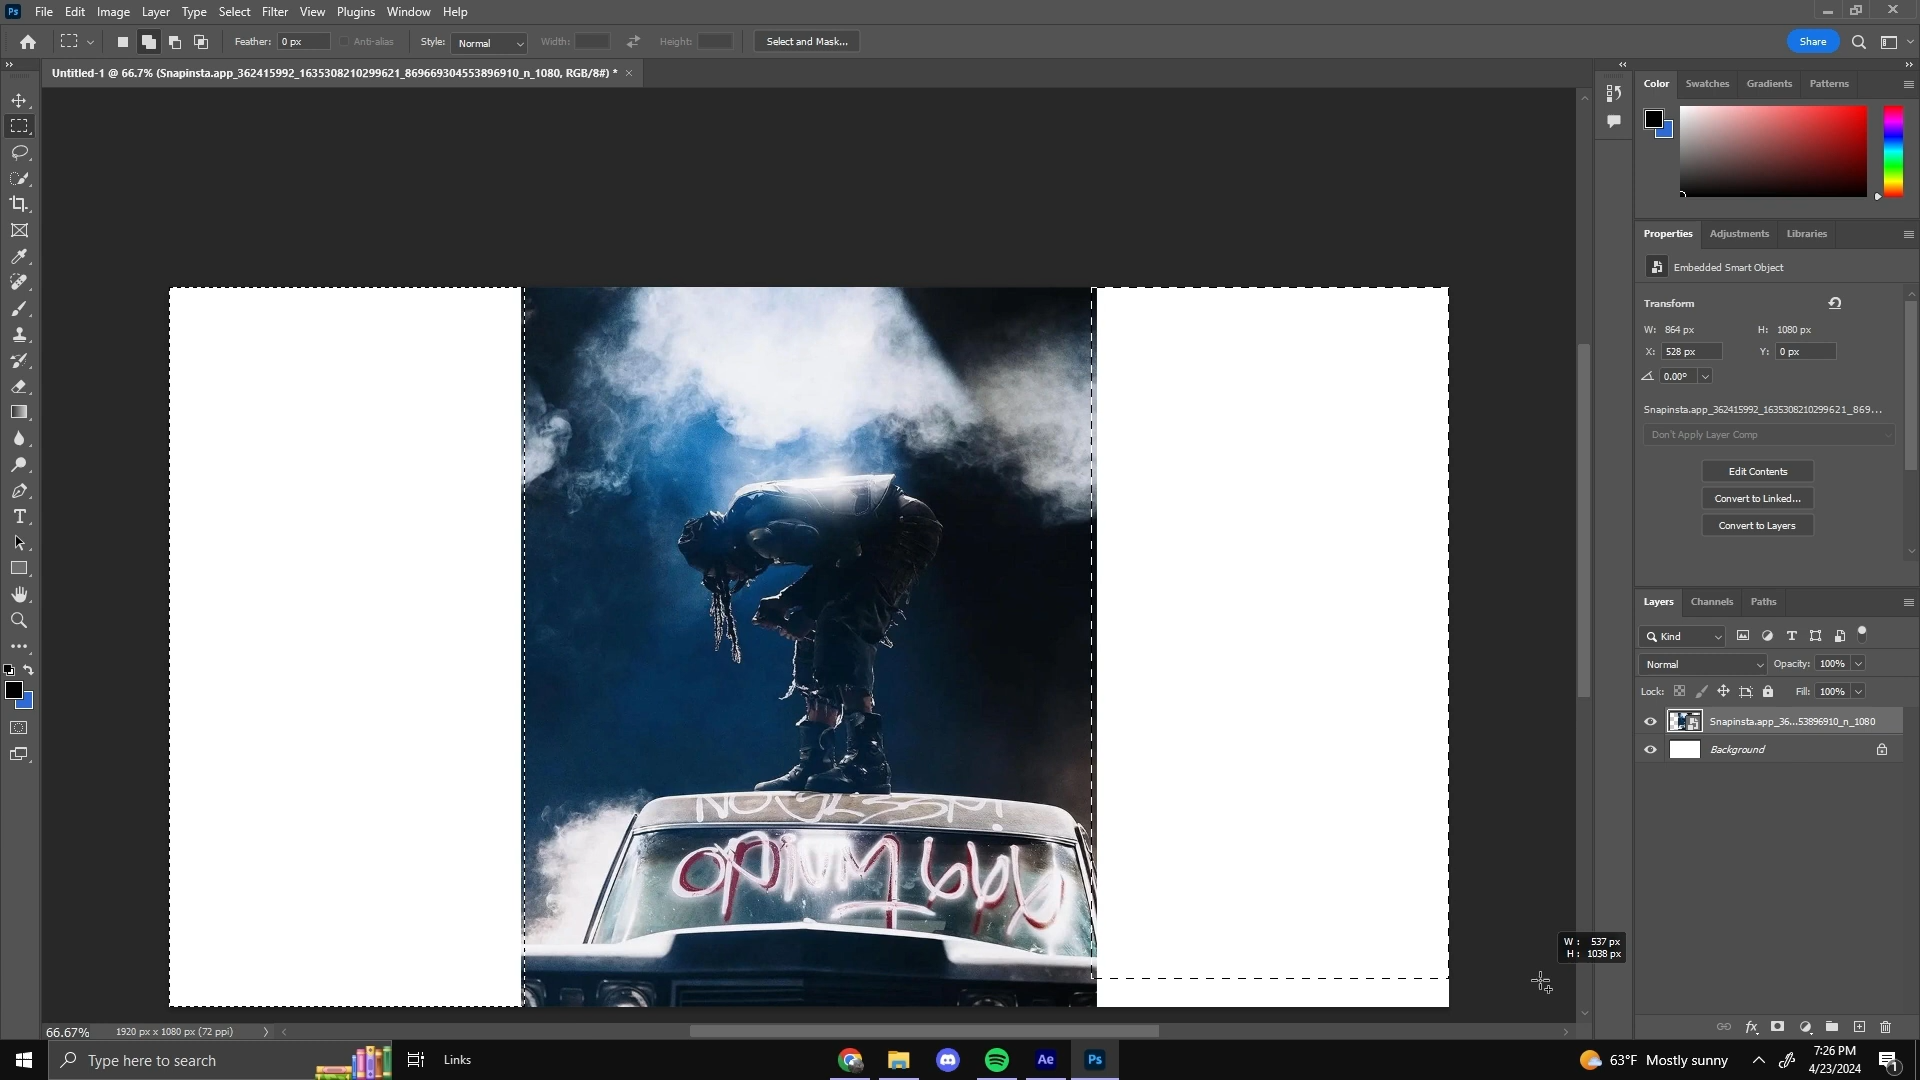 Ps File Edit Image Layer Type Select Filter View Plugins Window Help
Feather: 0 px Anti-alias Style: Normal Width: Height: Select and Mask... Share
Untitled-1 @ 66.7% (Snapinsta.app_362415992_1635308210299621_869669304553896910_n_1080, RGB/8#) * ×
Color Swatches Gradients Patterns
Properties Adjustments Libraries
Embedded Smart Object
Transform
W: 864 px H: 1080 px
X: 528 px Y: 0 px
0.00°
Snapinsta.app_362415992_1635308210299621_869...
Don't Apply Layer Comp
Edit Contents
Convert to Linked...
Convert to Layers
Layers Channels Paths
Kind
Normal Opacity: 100%
Lock: Fill: 100%
Snapinsta.app_36...53896910_n_1080
Background
OPIUM 666
W: 537 px
H: 1038 px
66.67% 1920 px x 1080 px (72 ppi)
Type here to search Links Ae Ps 63°F Mostly sunny 7:26 PM
4/23/2024 1